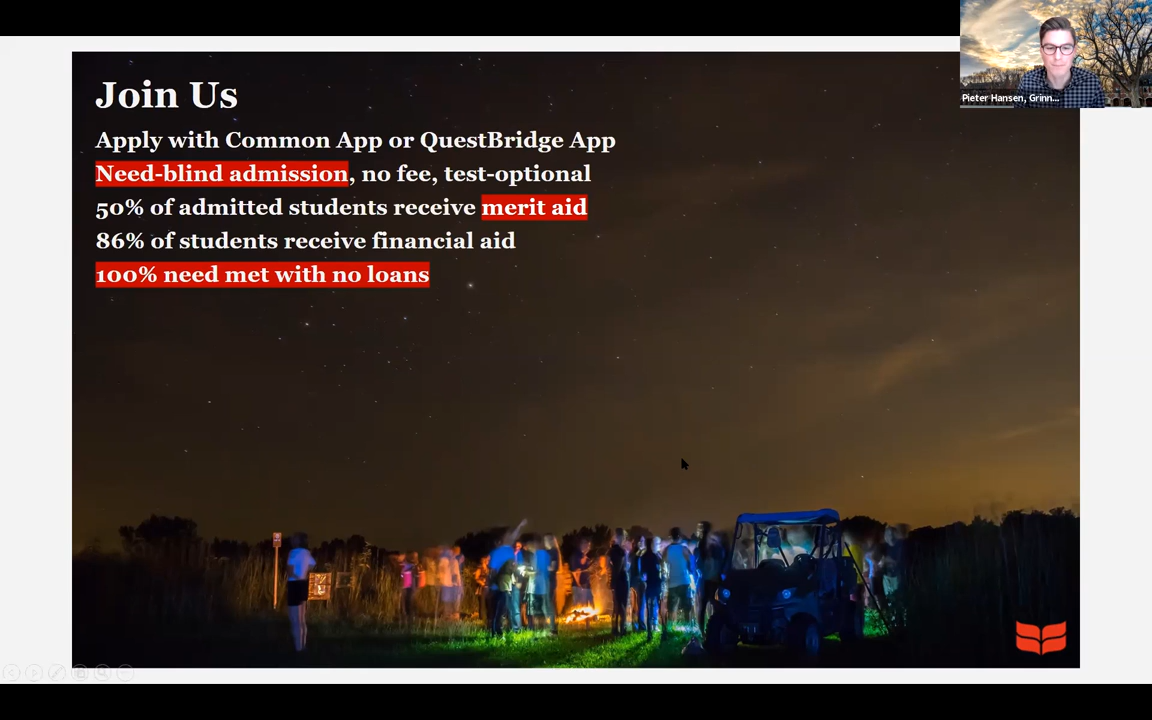 Join Us
Apply with Common App or QuestBridge App
Need-blind admission, no fee, test-optional
50% of admitted students receive merit aid
86% of students receive financial aid
100% need met with no loans
Pieter Hansen, Grinn...